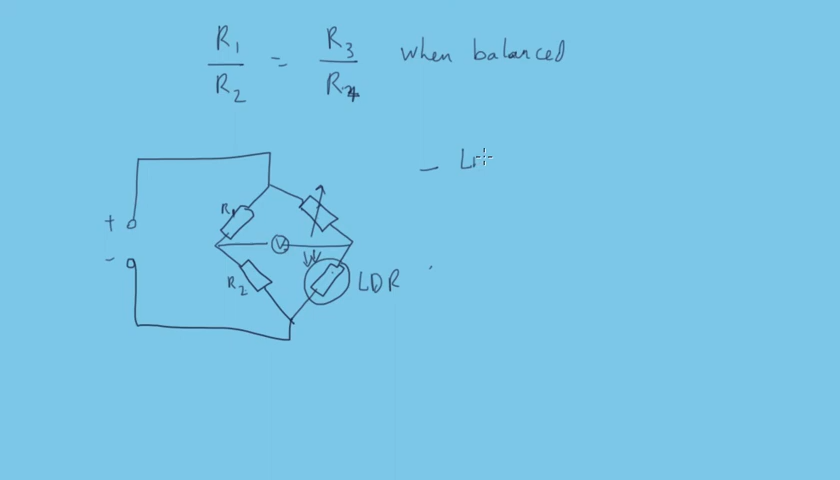 R₁ / R₂ = R₃ / R₄ when balanced
+
-
R₁
V
R₂
LDR